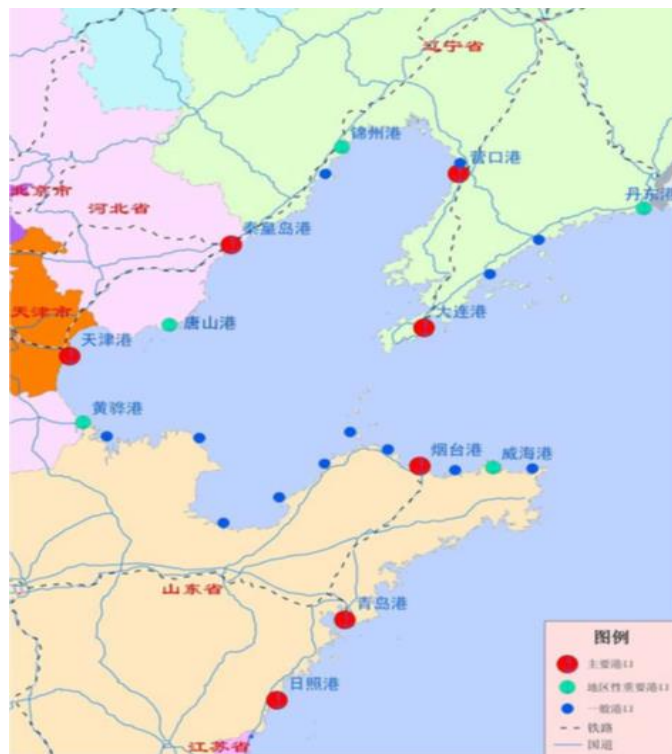 辽宁省
锦州港
营口港
北京市
丹东港
河北省
秦皇岛港
天津市
唐山港
大连港
天津港
黄骅港
烟台港
威海港
山东省
青岛港
日照港
江苏省
图例
主要港口
地区性重要港口
一般港口
铁路
国道